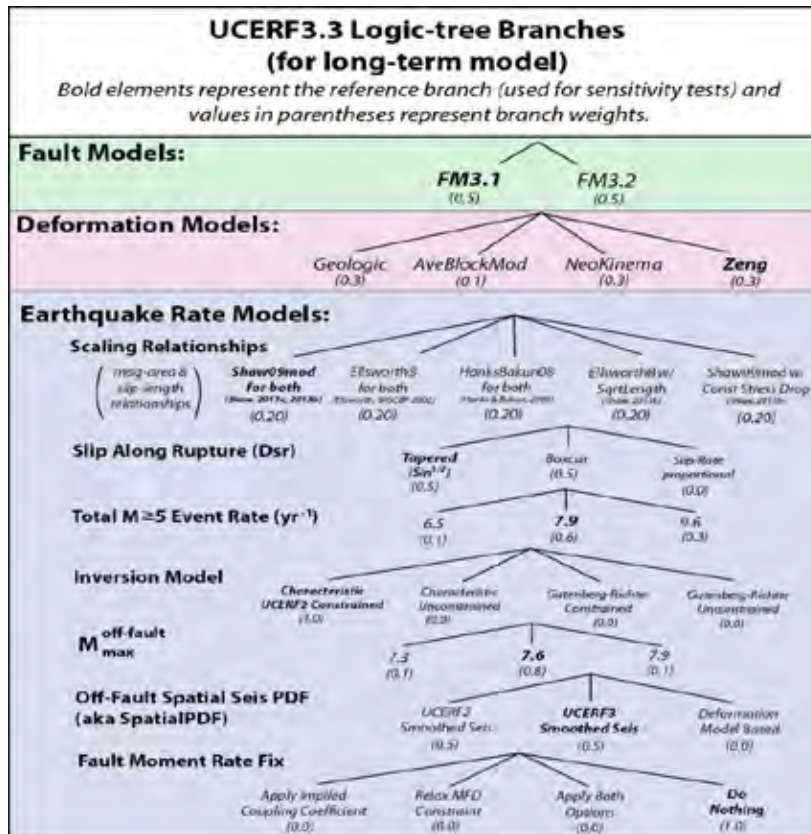 UCERF3.3 Logic-tree Branches
(for long-term model)
Bold elements represent the reference branch (used for sensitivity tests) and
values in parentheses represent branch weights.
Fault Models:
FM3.1 FM3.2
(0.5) (0.5)
Deformation Models:
Geologic AveBlockMod NeoKinema Zeng
(0.3) (0.1) (0.3) (0.3)
Earthquake Rate Models:
Scaling Relationships
(mag-area & Shaw09mod EllsworthB HanksBakun08 EllsworthB w/ Shaw09mod w/
slip-length for both for both for both SqrtLength Const Stress Drop
relationships)
(0.20) (0.20) (0.20) (0.20) (0.20)
Slip Along Rupture (Dsr)
Tapered Boxcar Slip-Rate
(0.5) (0.5) proportional
(0.0)
Total M≥5 Event Rate (yr⁻¹)
6.5 7.9 9.6
(0.1) (0.6) (0.3)
Inversion Model
Characteristic Characteristic Gutenberg-Richter Gutenberg-Richter
UCERF2 Constrained Unconstrained Constrained Unconstrained
(1.0) (0.0) (0.0) (0.0)
M off-fault max
7.3 7.6 7.9
(0.1) (0.8) (0.1)
Off-Fault Spatial Seis PDF
(aka SpatialPDF)
UCERF2 UCERF3 Deformation
Smoothed Seis Smoothed Seis Model Based
(0.5) (0.5) (0.0)
Fault Moment Rate Fix
Apply Implied Relax MFD Apply Both Do
Coupling Coefficient Constraint Options Nothing
(0.0) (0.0) (0.0) (1.0)